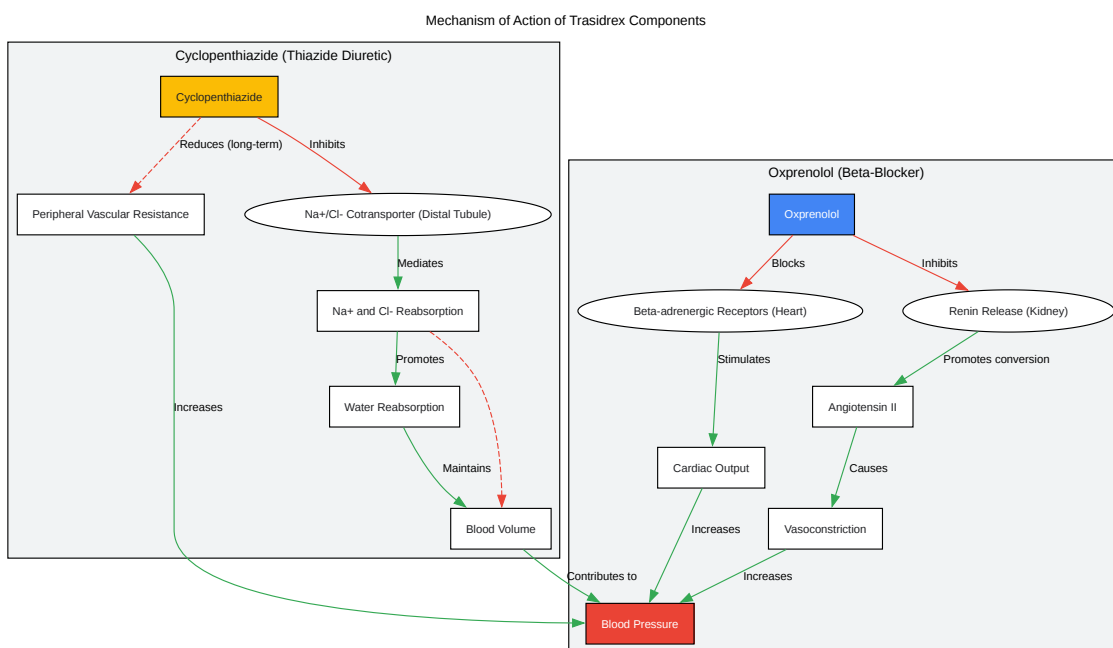 Mechanism of Action of Trasidrex Components
Cyclopenthiazide (Thiazide Diuretic)
Cyclopenthiazide
Reduces (long-term)
Inhibits
Peripheral Vascular Resistance
Na+/Cl- Cotransporter (Distal Tubule)
Mediates
Na+ and Cl- Reabsorption
Promotes
Increases
Water Reabsorption
Maintains
Blood Volume
Contributes to
Oxprenolol (Beta-Blocker)
Oxprenolol
Blocks
Inhibits
Beta-adrenergic Receptors (Heart)
Renin Release (Kidney)
Stimulates
Promotes conversion
Angiotensin II
Cardiac Output
Causes
Vasoconstriction
Increases
Increases
Blood Pressure